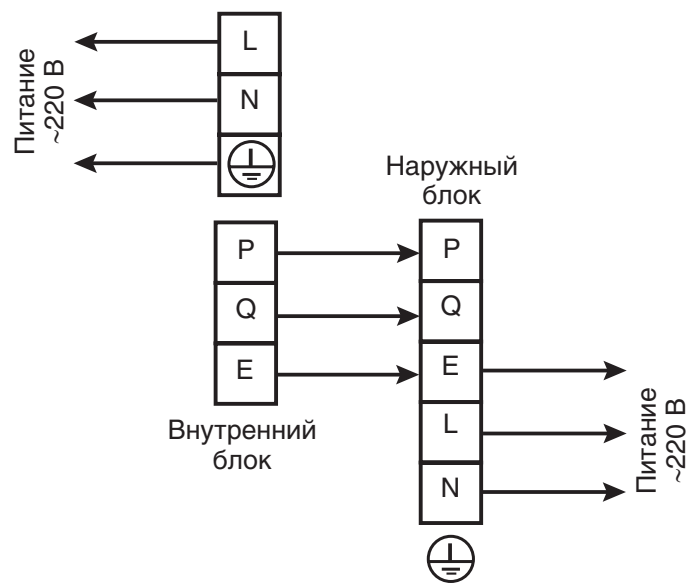 Питание
~220 В
L
N
Наружный
блок
P
Q
E
P
Q
E
L
N
Внутренний
блок
Питание
~220 В